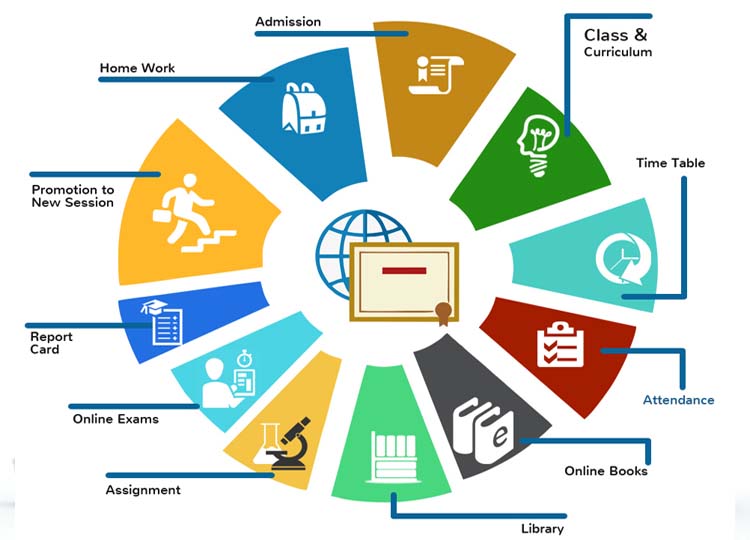 Admission
Class &
Curriculum
Home Work
Time Table
Promotion to
New Session
Report
Card
Attendance
Online Exams
Online Books
Assignment
Library
e